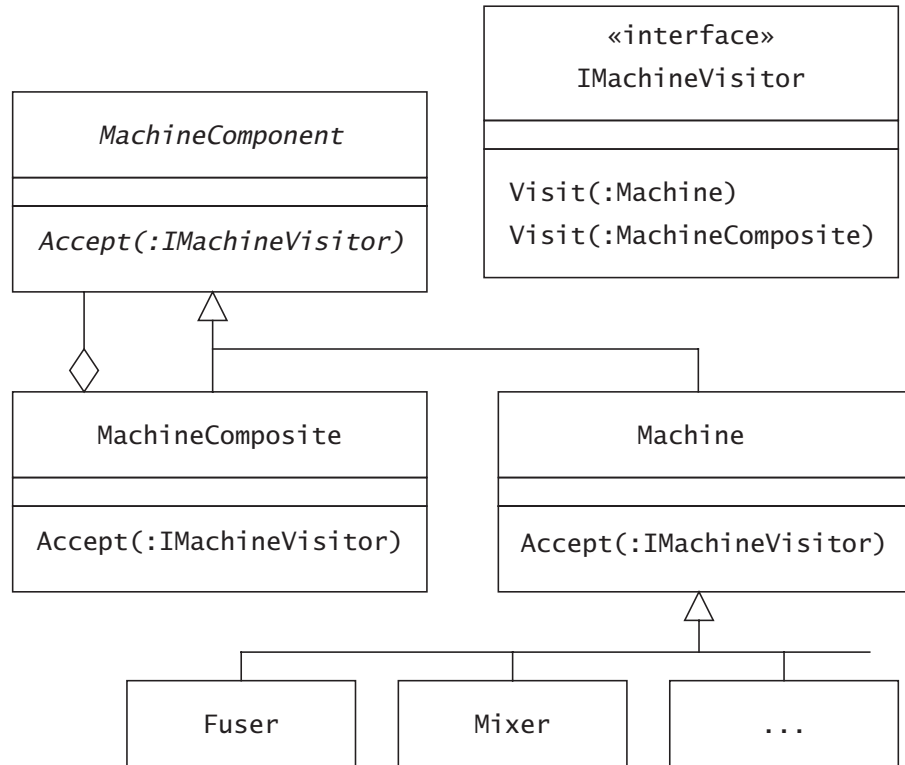 «interface»
IMachineVisitor
MachineComponent
Visit(:Machine)
Visit(:MachineComposite)
Accept(:IMachineVisitor)
MachineComposite
Machine
Accept(:IMachineVisitor)
Accept(:IMachineVisitor)
Fuser
Mixer
...